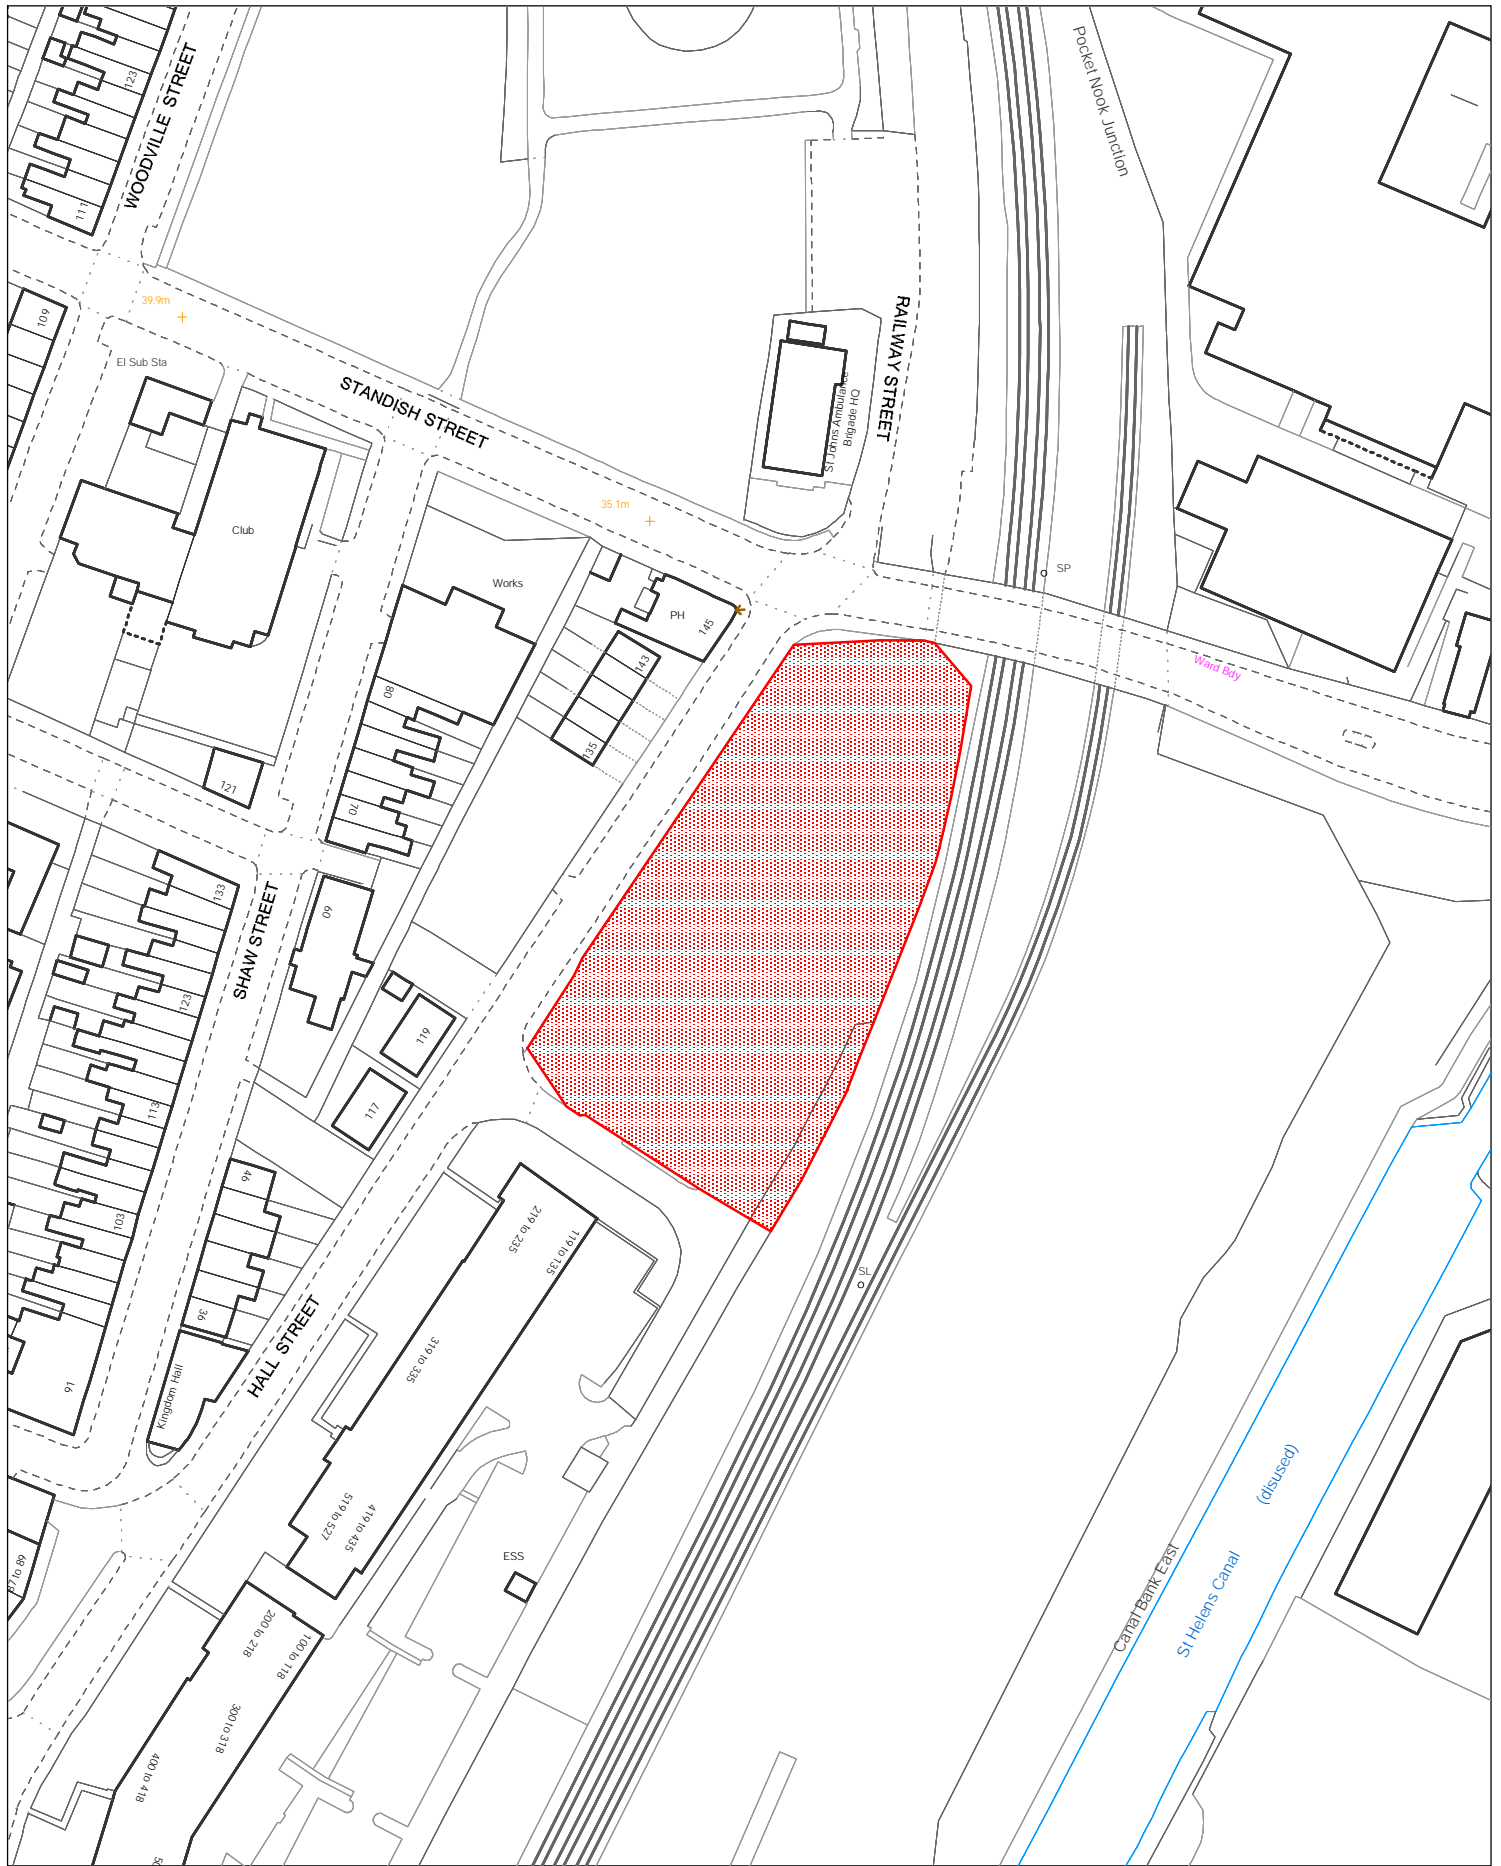 123
WOODVILLE STREET
111
Pocket Nook Junction
39.9m
109
El Sub Sta
STANDISH STREET
RAILWAY STREET
St Johns Ambulance
Brigade HQ
35.1m
Club
Works
SP
PH
145
143
135
Ward Bdy
80
70
121
133
60
SHAW STREET
123
119
117
113
103
46
36
91
Kingdom Hall
HALL STREET
219 to 235
119 to 135
319 to 335
SL
519 to 527
419 to 435
ESS
(disused)
Canal Bank East
St Helens Canal
200 to 218
100 to 118
300 to 318
400 to 418